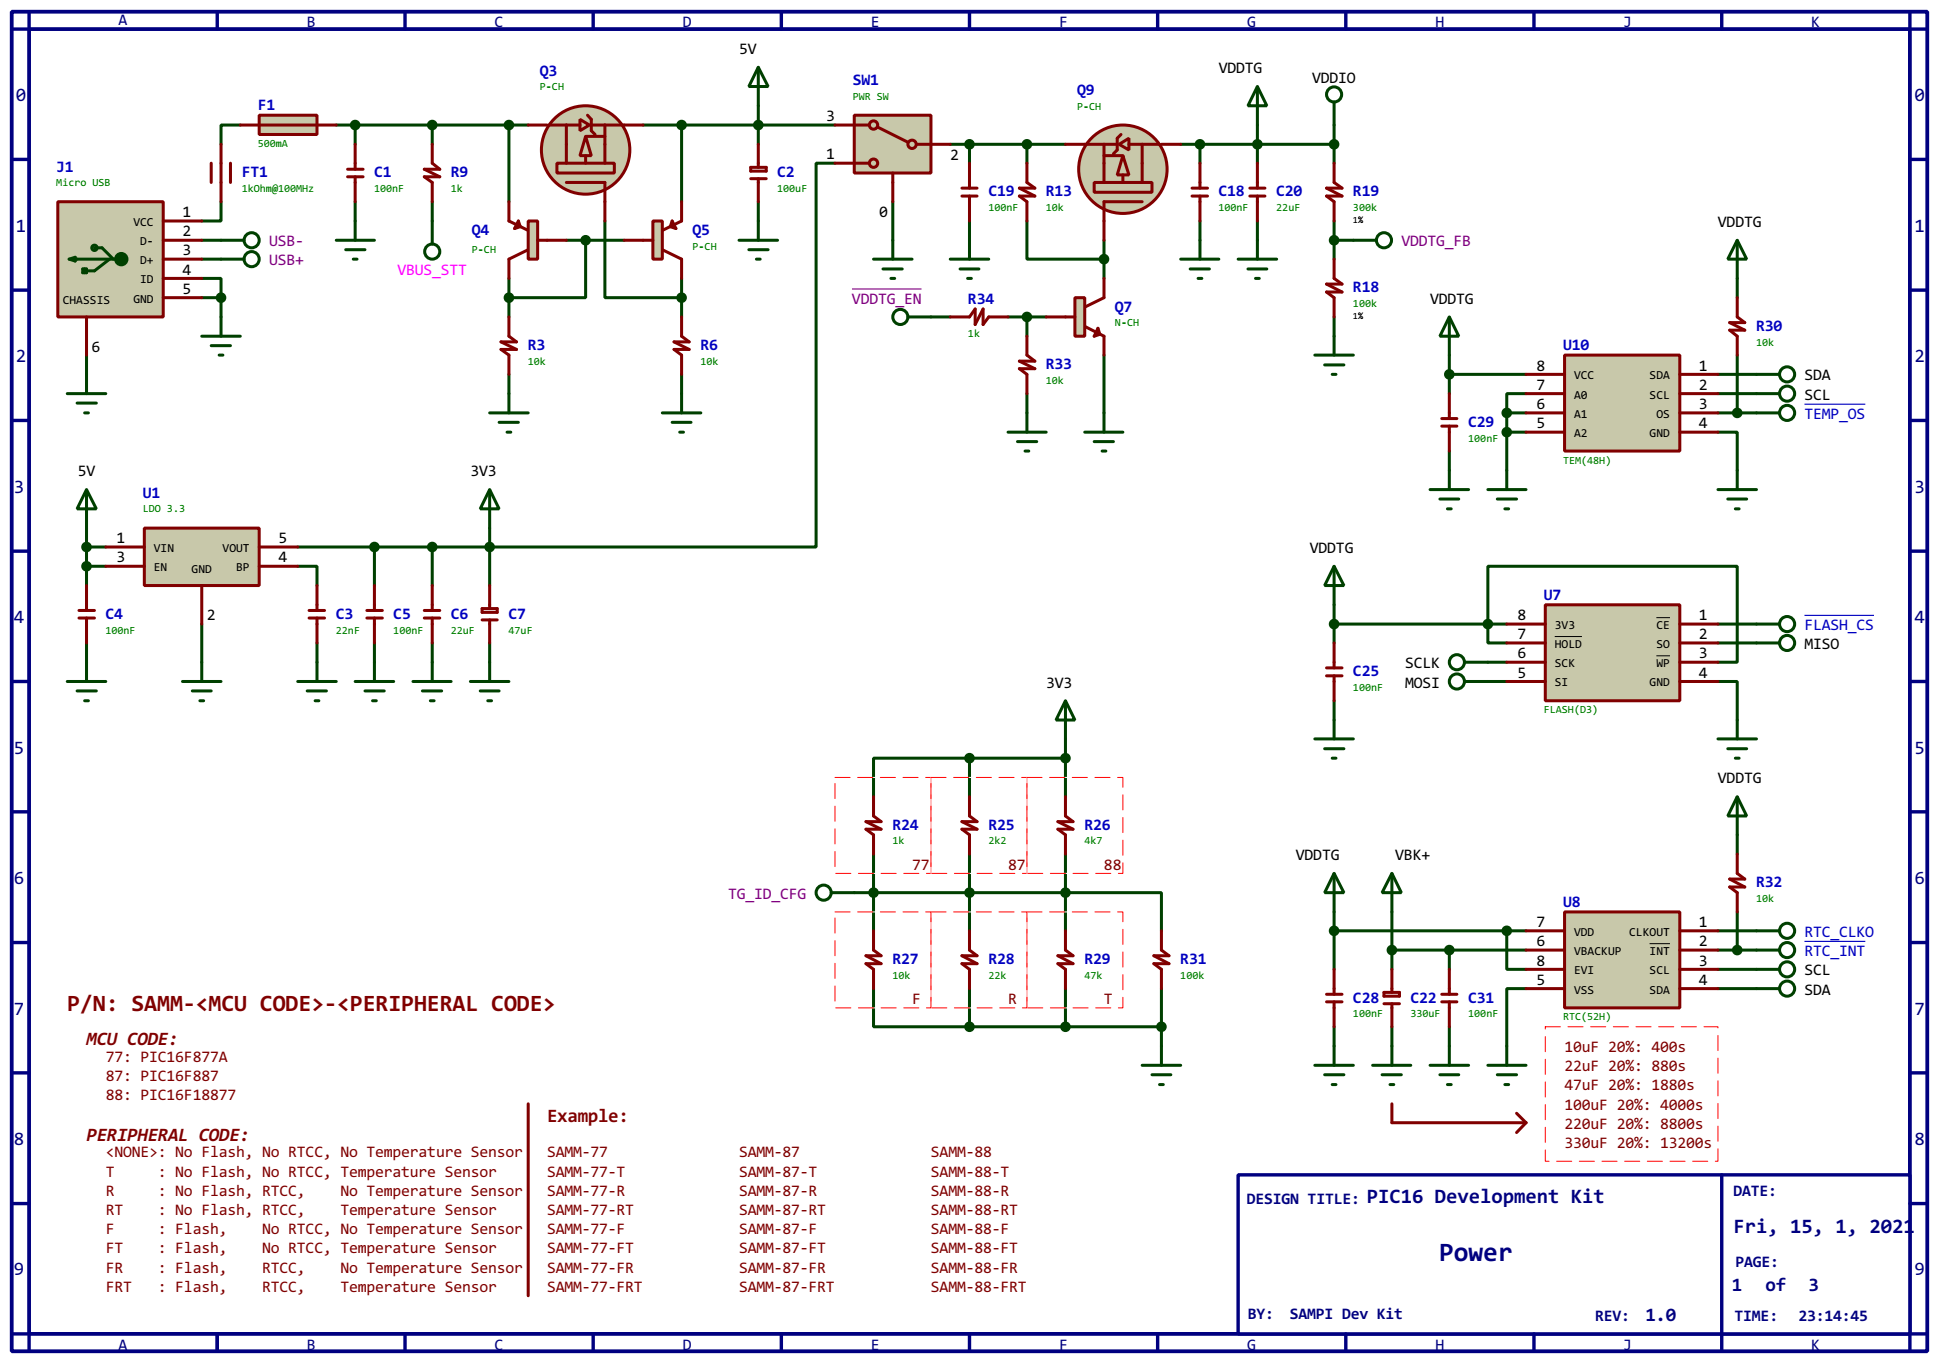 A B C D E F G H J K
0 1 2 3 4 5 6 7 8 9
J1
Micro USB
VCC 1
D- 2
D+ 3
ID 4
GND 5
CHASSIS
6
USB-
USB+
F1
500mA
FT1
1kOhm@100MHz
C1
100nF
R9
1k
VBUS_STT
Q3
P-CH
Q4
P-CH
Q5
P-CH
R3
10k
R6
10k
5V
C2
100uF
SW1
PWR SW
3
1
2
0
C19
100nF
R13
10k
Q9
P-CH
VDDTG_EN
R34
1k
R33
10k
Q7
N-CH
VDDTG
VDDIO
C18
100nF
C20
22uF
R19
300k
1%
VDDTG_FB
R18
100k
1%
VDDTG
VDDTG
R30
10k
U10
8 VCC SDA 1
7 A0 SCL 2
6 A1 OS 3
5 A2 GND 4
TEM(48H)
SDA
SCL
TEMP_OS
C29
100nF
5V
3V3
U1
LDO 3.3
1 VIN VOUT 5
3 EN GND BP 4
2
C4
100nF
C3
22nF
C5
100nF
C6
22uF
C7
47uF
VDDTG
U7
8 3V3 CE 1
7 HOLD SO 2
6 SCK WP 3
5 SI GND 4
FLASH(D3)
FLASH_CS
MISO
SCLK
MOSI
C25
100nF
3V3
R24
1k
77
R25
2k2
87
R26
4k7
88
TG_ID_CFG
R27
10k
F
R28
22k
R
R29
47k
T
R31
100k
VDDTG
VDDTG VBK+
R32
10k
U8
7 VDD CLKOUT 1
6 VBACKUP INT 2
8 EVI SCL 3
5 VSS SDA 4
RTC(52H)
RTC_CLKO
RTC_INT
SCL
SDA
C28
100nF
C22
330uF
C31
100nF
10uF 20%: 400s
22uF 20%: 880s
47uF 20%: 1880s
100uF 20%: 4000s
220uF 20%: 8800s
330uF 20%: 13200s
P/N: SAMM-<MCU CODE>-<PERIPHERAL CODE>
MCU CODE:
77: PIC16F877A
87: PIC16F887
88: PIC16F18877
PERIPHERAL CODE:
<NONE>: No Flash, No RTCC, No Temperature Sensor
T : No Flash, No RTCC, Temperature Sensor
R : No Flash, RTCC, No Temperature Sensor
RT : No Flash, RTCC, Temperature Sensor
F : Flash, No RTCC, No Temperature Sensor
FT : Flash, No RTCC, Temperature Sensor
FR : Flash, RTCC, No Temperature Sensor
FRT : Flash, RTCC, Temperature Sensor
Example:
SAMM-77 SAMM-87 SAMM-88
SAMM-77-T SAMM-87-T SAMM-88-T
SAMM-77-R SAMM-87-R SAMM-88-R
SAMM-77-RT SAMM-87-RT SAMM-88-RT
SAMM-77-F SAMM-87-F SAMM-88-F
SAMM-77-FT SAMM-87-FT SAMM-88-FT
SAMM-77-FR SAMM-87-FR SAMM-88-FR
SAMM-77-FRT SAMM-87-FRT SAMM-88-FRT
DESIGN TITLE: PIC16 Development Kit
Power
BY: SAMPI Dev Kit
REV: 1.0
DATE:
Fri, 15, 1, 2021
PAGE:
1 of 3
TIME: 23:14:45
A B C D E F G H J K
0 1 2 3 4 5 6 7 8 9